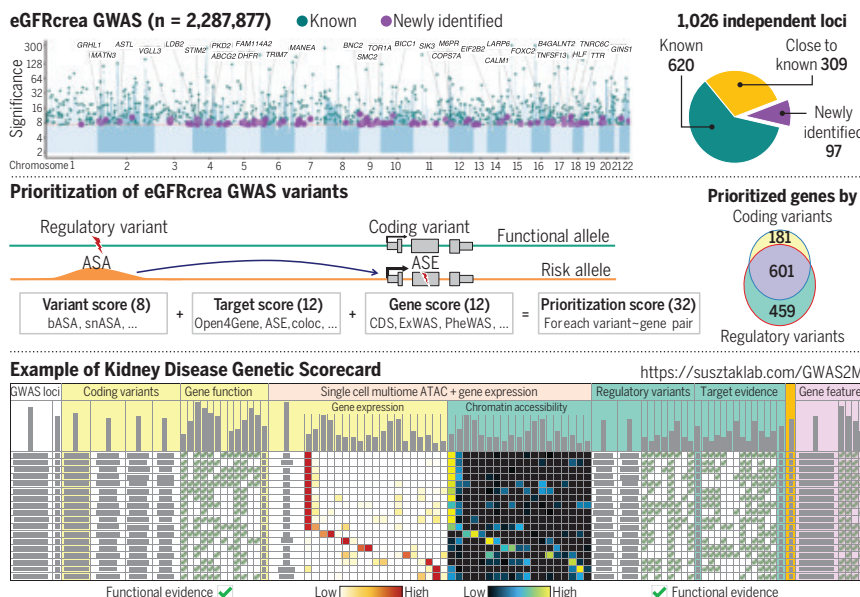 eGFRcrea GWAS (n = 2,287,877)
Known
Newly identified
1,026 independent loci
Significance
300
128
64
32
16
8
4
2
GRHL1
MATN3
ASTL
VGLL3
LDB2
STIM2
PKD2
ABCG2
FAM114A2
DHFR
TRIM7
MANEA
BNC2
SMC2
TOR1A
BICC1
SIK3
M6PR
COPS7A
EIF2B2
LARP6
CALM1
FOXC2
B4GALNT2
TNFSF13
HLF
TNRC6C
TTR
GINS1
Chromosome 1 2 3 4 5 6 7 8 9 10 11 12 13 14 15 16 17 18 19 20 21 22
Known
620
Close to
known 309
Newly
identified
97
Prioritization of eGFRcrea GWAS variants
Regulatory variant
Coding variant
Functional allele
ASA
ASE
Risk allele
Variant score (8)
bASA, snASA, ...
+
Target score (12)
Open4Gene, ASE, coloc, ...
+
Gene score (12)
CDS, ExWAS, PheWAS, ...
=
Prioritization score (32)
For each variant~gene pair
Prioritized genes by
Coding variants
181
601
459
Regulatory variants
Example of Kidney Disease Genetic Scorecard
https://susztaklab.com/GWAS2M
GWAS loci
Coding variants
Gene function
Single cell multiome ATAC + gene expression
Regulatory variants
Target evidence
Gene feature
Gene expression
Chromatin accessibility
Functional evidence
Low
High
Low
High
Functional evidence